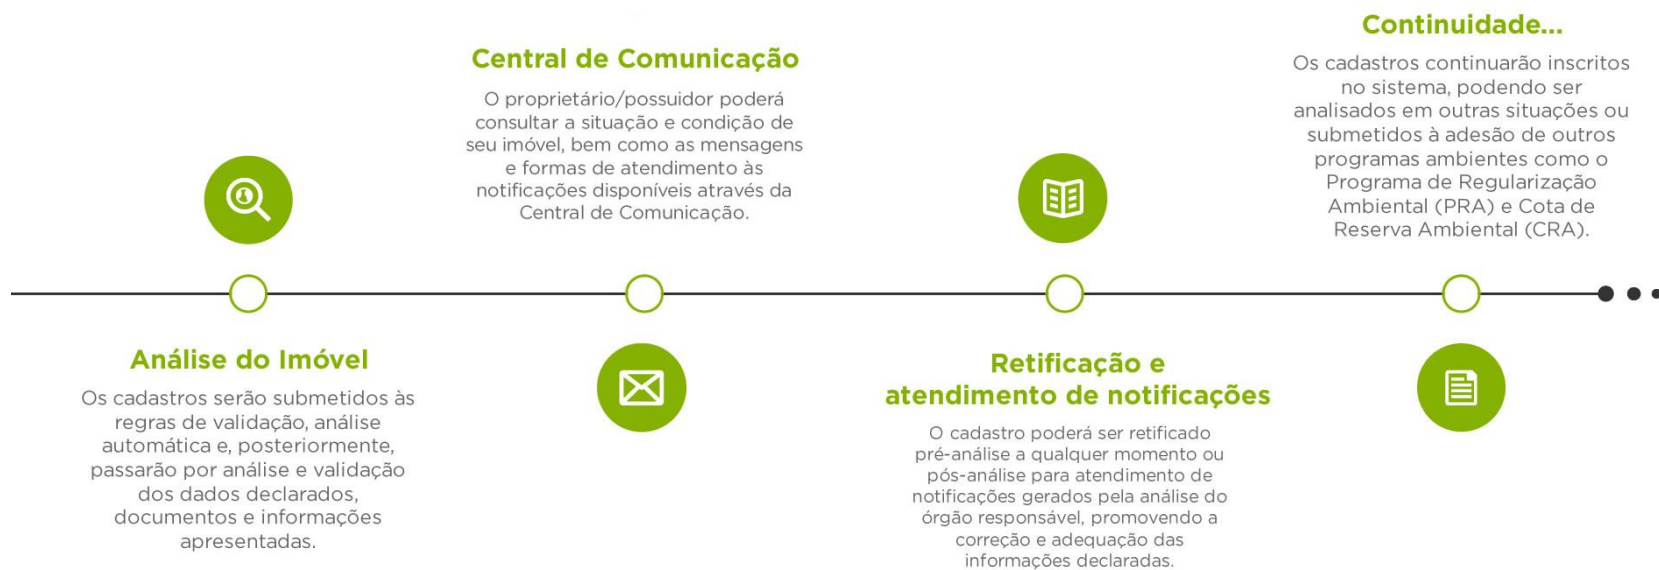 Análise do Imóvel
Os cadastros serão submetidos às
regras de validação, análise
automática e, posteriormente,
passarão por análise e validação
dos dados declarados,
documentos e informações
apresentadas.
Central de Comunicação
O proprietário/possuidor poderá
consultar a situação e condição de
seu imóvel, bem como as mensagens
e formas de atendimento às
notificações disponíveis através da
Central de Comunicação.
Retificação e
atendimento de notificações
O cadastro poderá ser retificado
pré-análise a qualquer momento ou
pós-análise para atendimento de
notificações gerados pela análise do
órgão responsável, promovendo a
correção e adequação das
informações declaradas.
Continuidade...
Os cadastros continuarão inscritos
no sistema, podendo ser
analisados em outras situações ou
submetidos à adesão de outros
programas ambientes como o
Programa de Regularização
Ambiental (PRA) e Cota de
Reserva Ambiental (CRA).